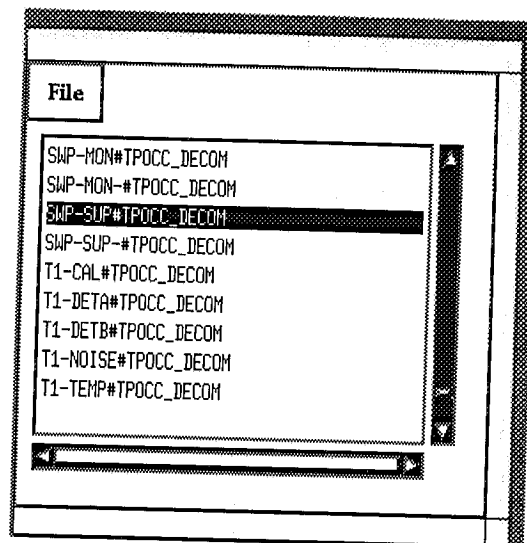 File
SWP-MON#TPOCC_DECOM
SWP-MON-#TPOCC_DECOM
SWP-SUP#TPOCC_DECOM
SWP-SUP-#TPOCC_DECOM
T1-CAL#TPOCC_DECOM
T1-DETA#TPOCC_DECOM
T1-DETB#TPOCC_DECOM
T1-NOISE#TPOCC_DECOM
T1-TEMP#TPOCC_DECOM